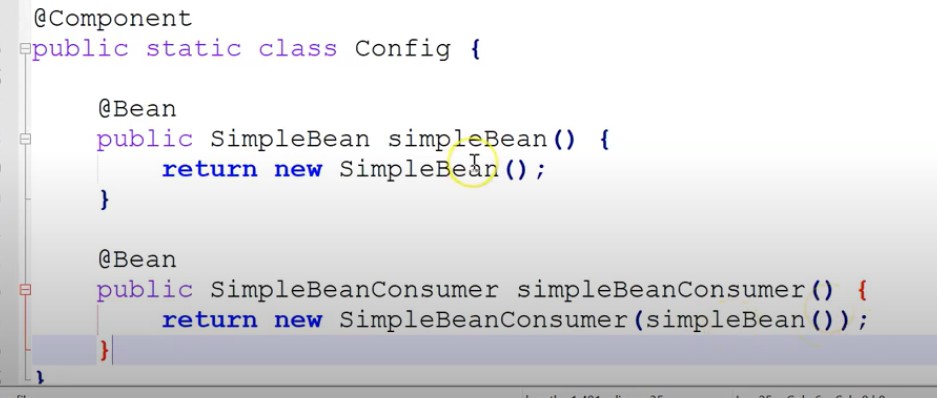 @Component
public static class Config {
@Bean
public SimpleBean simpleBean() {
return new SimpleBean();
}
@Bean
public SimpleBeanConsumer simpleBeanConsumer() {
return new SimpleBeanConsumer(simpleBean());
}
}